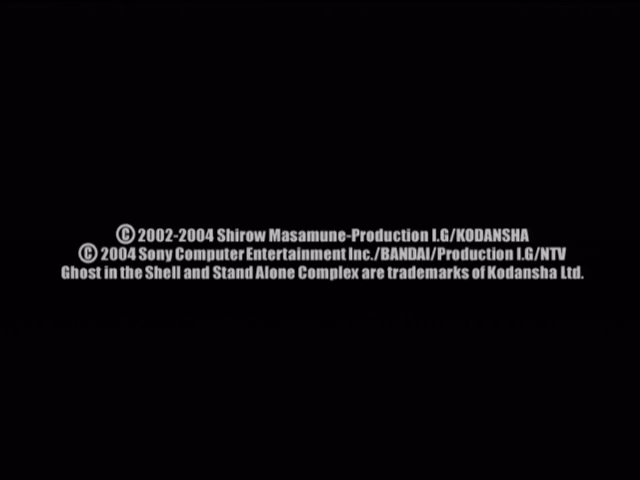 © 2002-2004 Shirow Masamune-Production I.G/KODANSHA
© 2004 Sony Computer Entertainment Inc./BANDAI/Production I.G/NTV
Ghost in the Shell and Stand Alone Complex are trademarks of Kodansha Ltd.